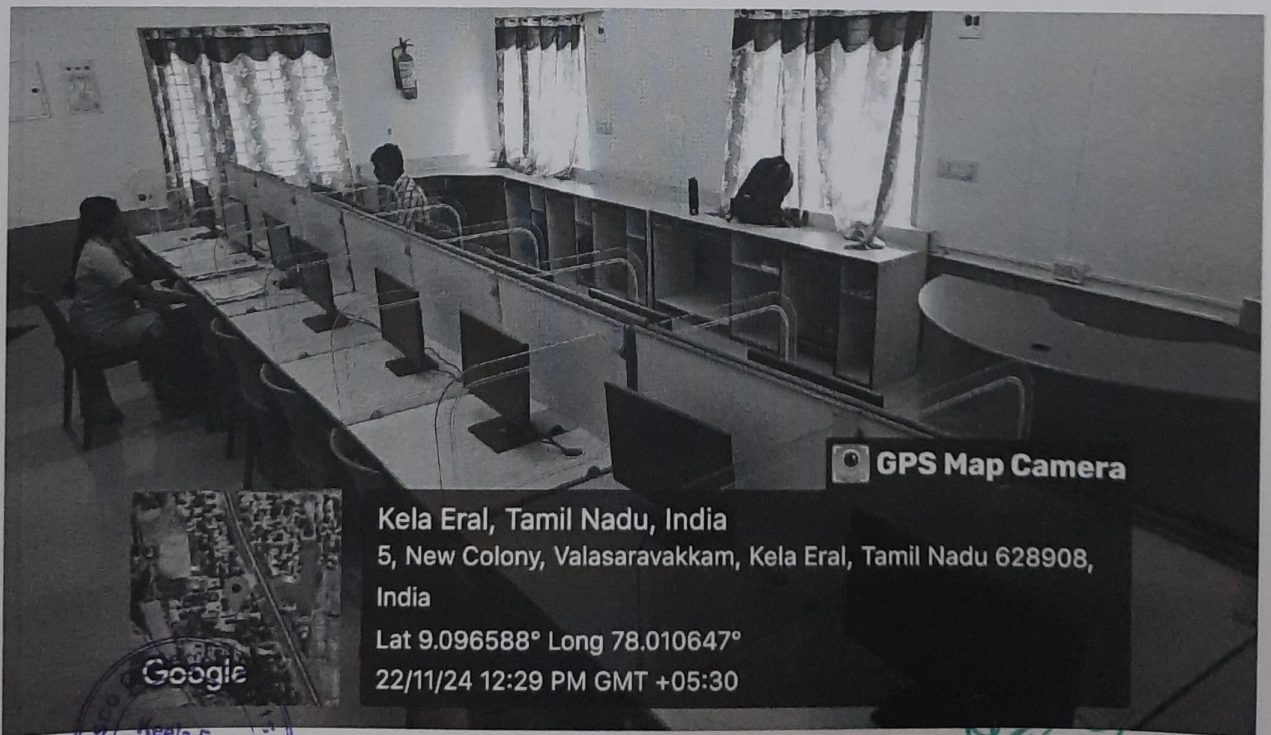 GPS Map Camera
Kela Eral, Tamil Nadu, India
5, New Colony, Valasaravakkam, Kela Eral, Tamil Nadu 628908,
India
Lat 9.096588° Long 78.010647°
22/11/24 12:29 PM GMT +05:30
Google